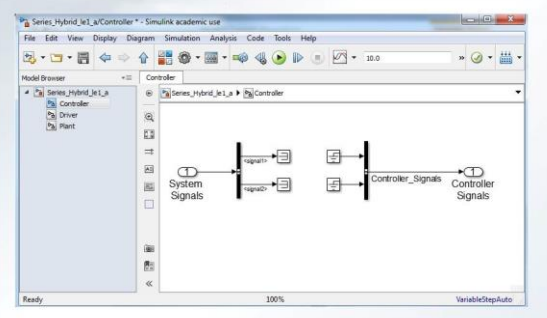 Series_Hybrid_le1_a/Controller * - Simulink academic use
File Edit View Display Diagram Simulation Analysis Code Tools Help
10.0
Model Browser
Controller
Series_Hybrid_le1_a
Controller
Driver
Plant
Series_Hybrid_le1_a Controller
<signal1>
<signal2>
1
System
Signals
Controller_Signals
1
Controller
Signals
Ready
100%
VariableStepAuto